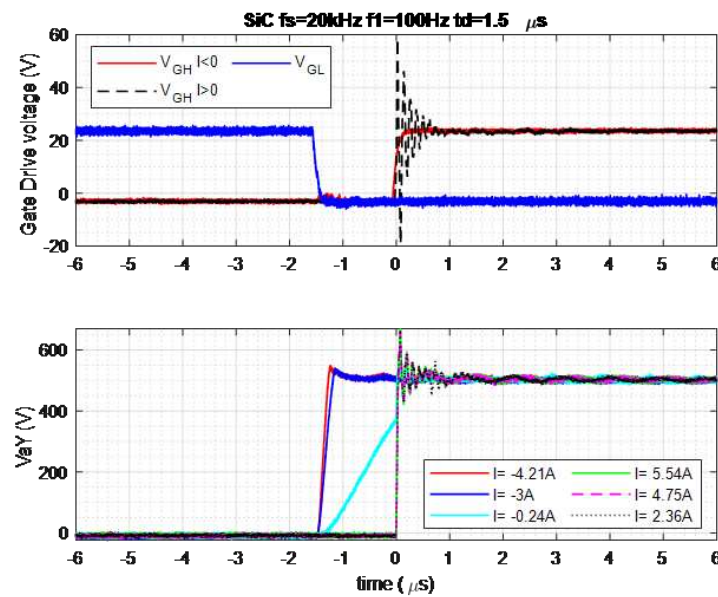 SiC fs=20kHz f1=100Hz td=1.5 μs
Gate Drive voltage (V)
60
40
20
0
-20
V GH I<0
V GL
V GH I>0
-6 -5 -4 -3 -2 -1 0 1 2 3 4 5 6
VaY (V)
600
400
200
0
I= -4.21A
I= 5.54A
I= -3A
I= 4.75A
I= -0.24A
I= 2.36A
-6 -5 -4 -3 -2 -1 0 1 2 3 4 5 6
time ( μs)